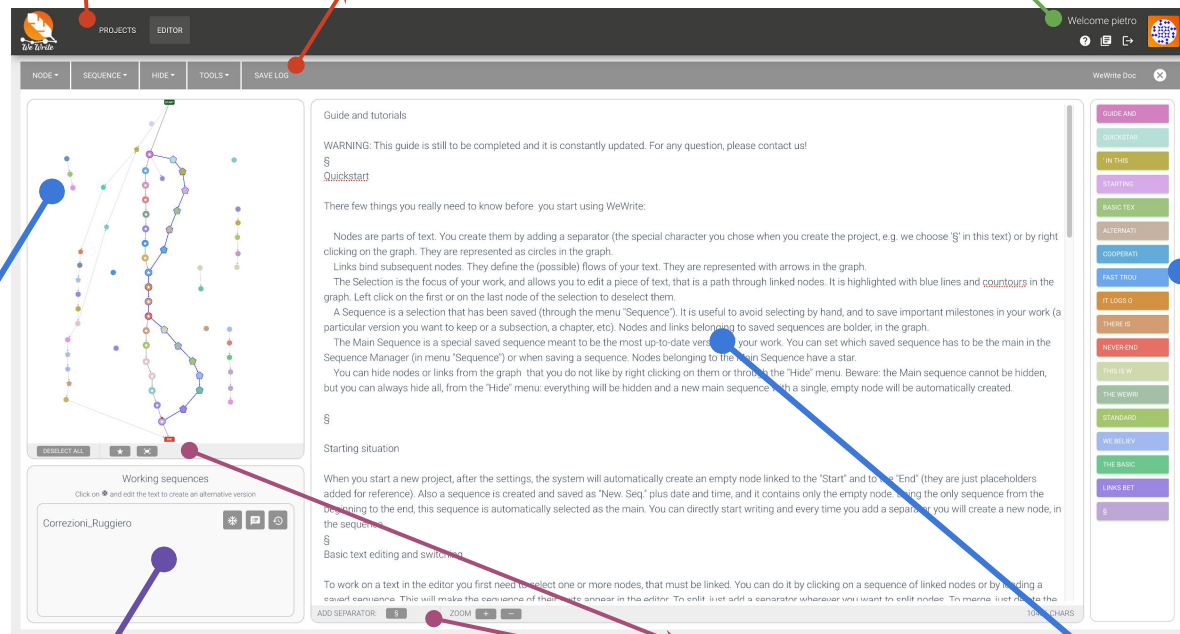 We Write
PROJECTS
EDITOR
Welcome pietro
NODE
SEQUENCE
HIDE
TOOLS
SAVE LOG
WeWrite Doc
DESELECT ALL
Working sequences
Click on and edit the text to create an alternative version
Correzioni_Ruggiero
Guide and tutorials
WARNING: This guide is still to be completed and it is constantly updated. For any question, please contact us!
§
Quickstart
There few things you really need to know before you start using WeWrite:
Nodes are parts of text. You create them by adding a separator (the special character you chose when you create the project, e.g. we choose '§' in this text) or by right
clicking on the graph. They are represented as circles in the graph.
Links bind subsequent nodes. They define the (possible) flows of your text. They are represented with arrows in the graph.
The Selection is the focus of your work, and allows you to edit a piece of text, that is a path through linked nodes. It is highlighted with blue lines and countours in the
graph. Left click on the first or on the last node of the selection to deselect them.
A Sequence is a selection that has been saved (through the menu "Sequence"). It is useful to avoid selecting by hand, and to save important milestones in your work (a
particular version you want to keep or a subsection, a chapter, etc). Nodes and links belonging to saved sequences are bolder, in the graph.
The Main Sequence is a special saved sequence meant to be the most up-to-date your work. You can set which saved sequence has to be the main in the
Sequence Manager (in menu "Sequence") or when saving a sequence. Nodes belonging to the Main Sequence have a star.
You can hide nodes or links from the graph that you do not like by right clicking on them or through the "Hide" menu. Beware: the Main sequence cannot be hidden,
but you can always hide all, from the "Hide" menu: everything will be hidden and a new main sequence with a single, empty node will be automatically created.
§
Starting situation
When you start a new project, after the settings, the system will automatically create an empty node linked to the "Start" and to the "End" (they are just placeholders
added for reference). Also a sequence is created and saved as "New. Seq." plus date and time, and it contains only the empty node. the only sequence from the
beginning to the end, this sequence is automatically selected as the main. You can directly start writing and every time you add a separator you will create a new node, in
the sequence
§
Basic text editing and switching
To work on a text in the editor you first need to select one or more nodes, that must be linked. You can do it by clicking on a sequence of linked nodes or by loading a
saved sequence. This will make the sequence of their texts appear in the editor. To split, just add a separator wherever you want to split nodes. To merge, just delete the
ADD SEPARATOR: §
ZOOM + −
CHARS
GUIDE AND
QUICKSTAR
' IN THIS
STARTING
BASIC TEX
ALTERNATI
COOPERATI
FAST TROU
IT LOGS O
THERE IS
NEVER-END
THIS IS W
THE WEWRI
STANDARD
WE BELIEV
THE BASIC
LINKS BET
§